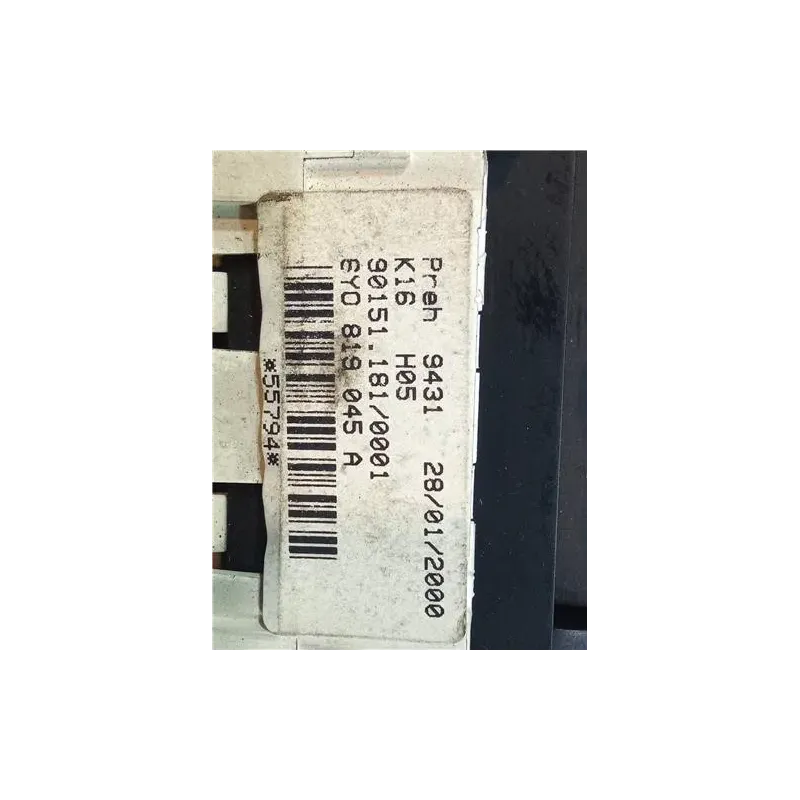 Preh 9431 28/01/2000
K16 H05
90151.181/0001
6Y0 819 045 A
*55794*